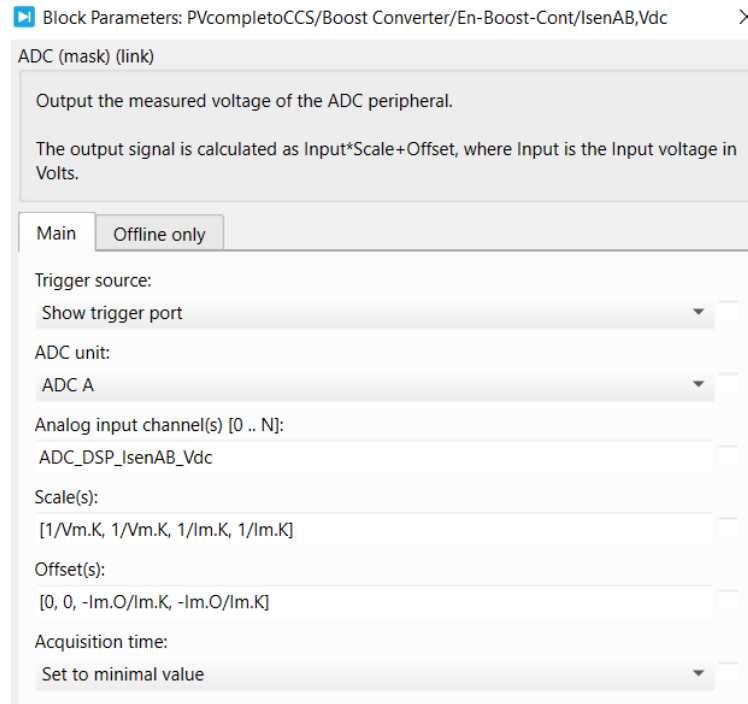 Block Parameters: PVcompletoCCS/Boost Converter/En-Boost-Cont/IsenAB,Vdc
ADC (mask) (link)
Output the measured voltage of the ADC peripheral.
The output signal is calculated as Input*Scale+Offset, where Input is the Input voltage in
Volts.
Main Offline only
Trigger source:
Show trigger port
ADC unit:
ADC A
Analog input channel(s) [0 .. N]:
ADC_DSP_IsenAB_Vdc
Scale(s):
[1/Vm.K, 1/Vm.K, 1/Im.K, 1/Im.K]
Offset(s):
[0, 0, -Im.O/Im.K, -Im.O/Im.K]
Acquisition time:
Set to minimal value